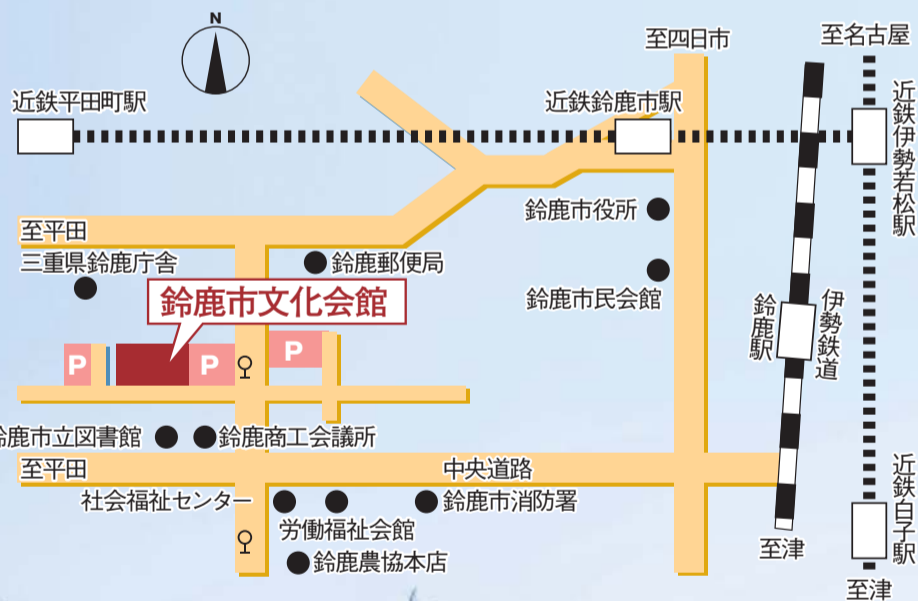 N
至四日市
至名古屋
近鉄平田町駅
近鉄鈴鹿市駅
近鉄伊勢若松駅
鈴鹿市役所
至平田
三重県鈴鹿庁舎
鈴鹿郵便局
鈴鹿市民会館
鈴鹿市文化会館
伊勢鉄道
鈴鹿駅
P
P
P
鈴鹿市立図書館
鈴鹿商工会議所
至平田
中央道路
近鉄白子駅
社会福祉センター
鈴鹿市消防署
労働福祉会館
鈴鹿農協本店
至津
至津